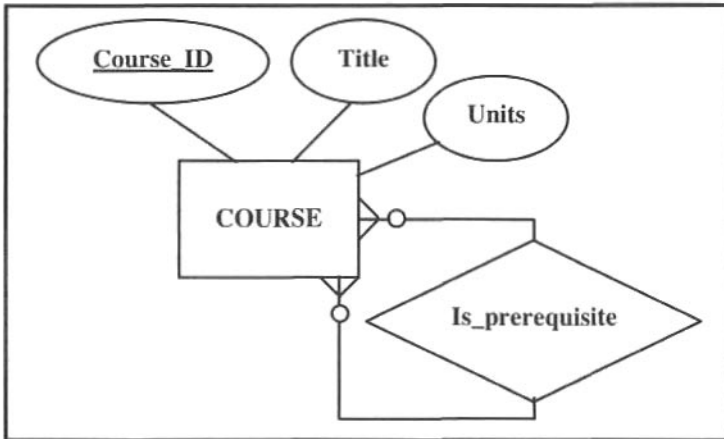 Course_ID
Title
Units
COURSE
Is_prerequisite